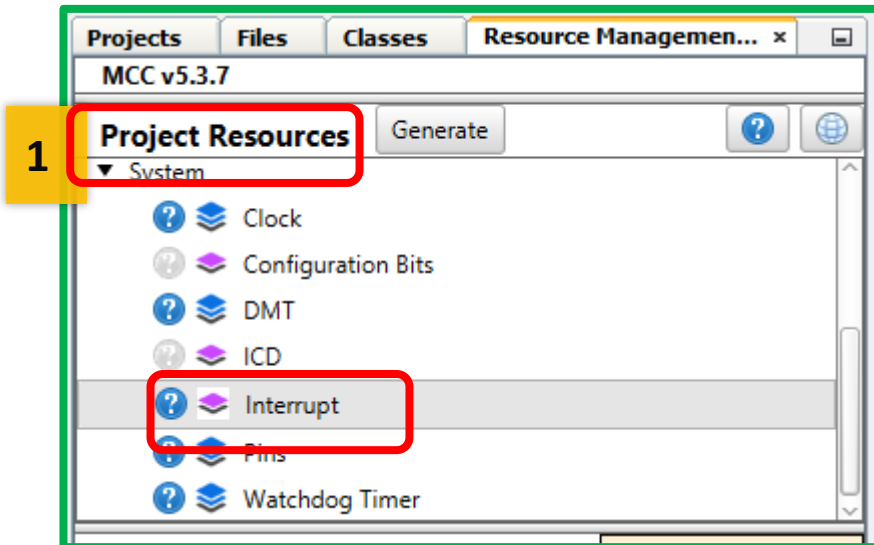 Projects Files Classes Resource Managemen... ×
MCC v5.3.7
1
Project Resources Generate
System
Clock
Configuration Bits
DMT
ICD
Interrupt
Pins
Watchdog Timer